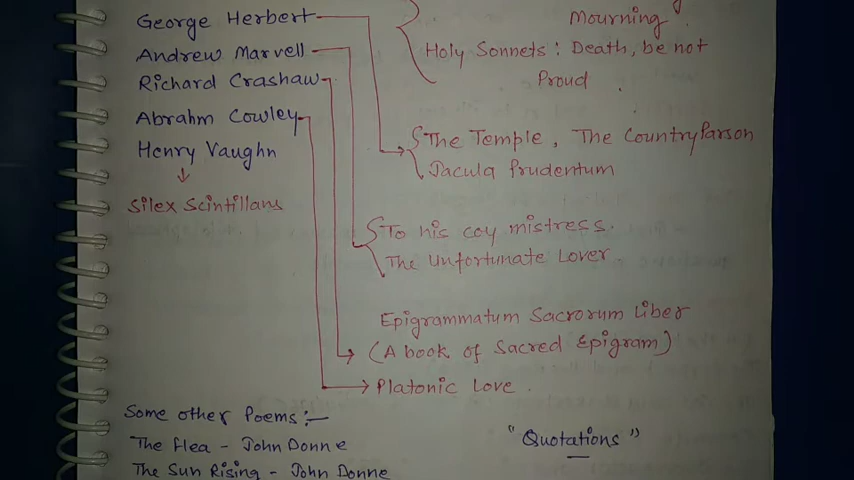 George Herbert
Mourning
Andrew Marvell
Holy Sonnets : Death, be not
Richard Crashaw
Proud
Abrahm Cowley
The Temple, The Country Parson
Henry Vaughn
Jacula Prudentum
Silex Scintillans
To his coy mistress.
The Unfortunate Lover
Epigrammatum Sacrorum Liber
(A book of Sacred Epigram)
Platonic Love.
Some other Poems :-
The Flea - John Donne
"Quotations"
The Sun Rising - John Donne